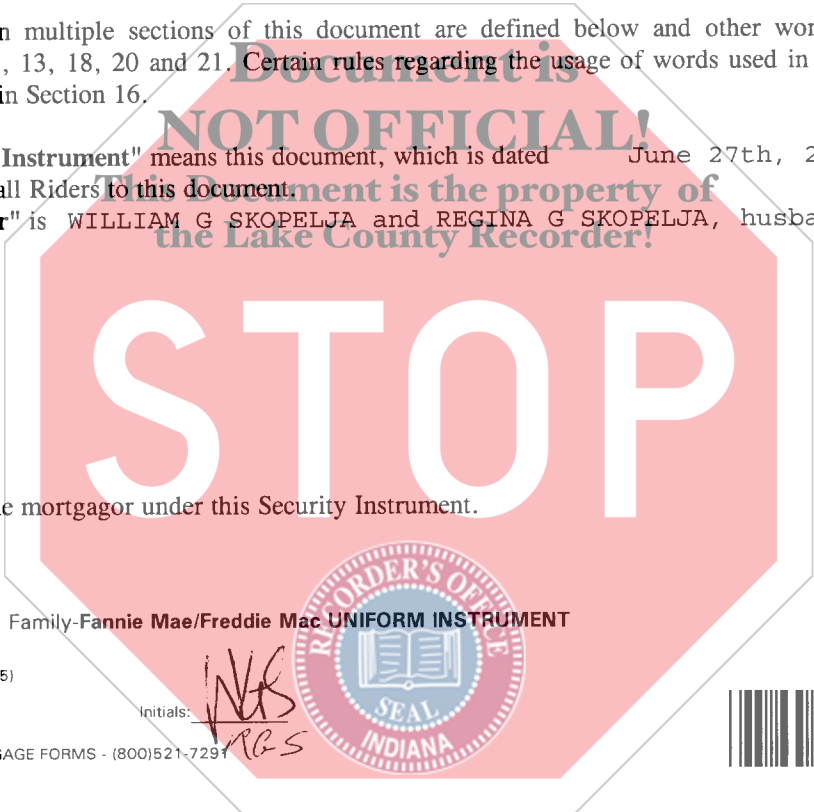 n multiple sections of this document are defined below and other wor
, 13, 18, 20 and 21. Certain rules regarding the usage of words used in
in Section 16.
Document is
NOT OFFICIAL!
This Document is the property of
the Lake County Recorder!
Instrument" means this document, which is dated June 27th, 2
all Riders to this document.
r" is WILLIAM G SKOPELJA and REGINA G SKOPELJA, husba
STOP
e mortgagor under this Security Instrument.
Family-Fannie Mae/Freddie Mac UNIFORM INSTRUMENT
5)
Initials: WGS
RGS
GAGE FORMS - (800)521-7291
RECORDER'S OFFICE
SEAL
INDIANA